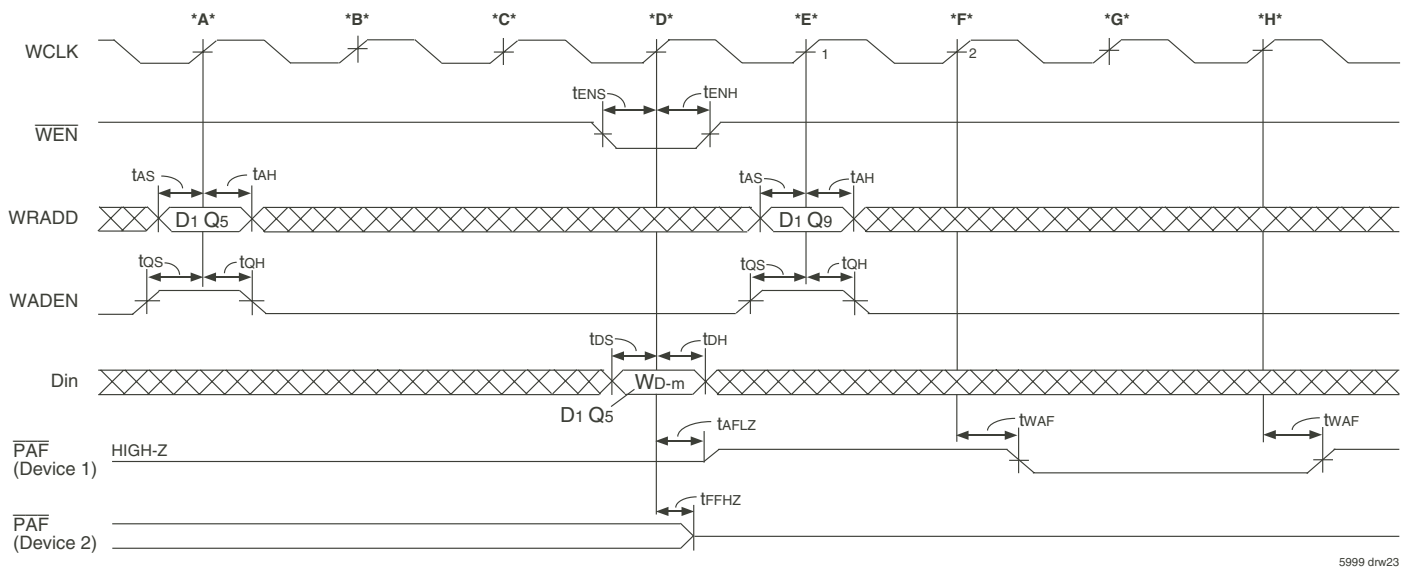 *A* *B* *C* *D* *E* *F* *G* *H*
WCLK 1 2
tENS tENH
WEN
tAS tAH tAS tAH
WRADD D1 Q5 D1 Q9
tQS tQH tQS tQH
WADEN
tDS tDH
Din WD-m
D1 Q5
tAFLZ tWAF tWAF
PAF HIGH-Z
(Device 1)
tFFHZ
PAF
(Device 2)
5999 drw23